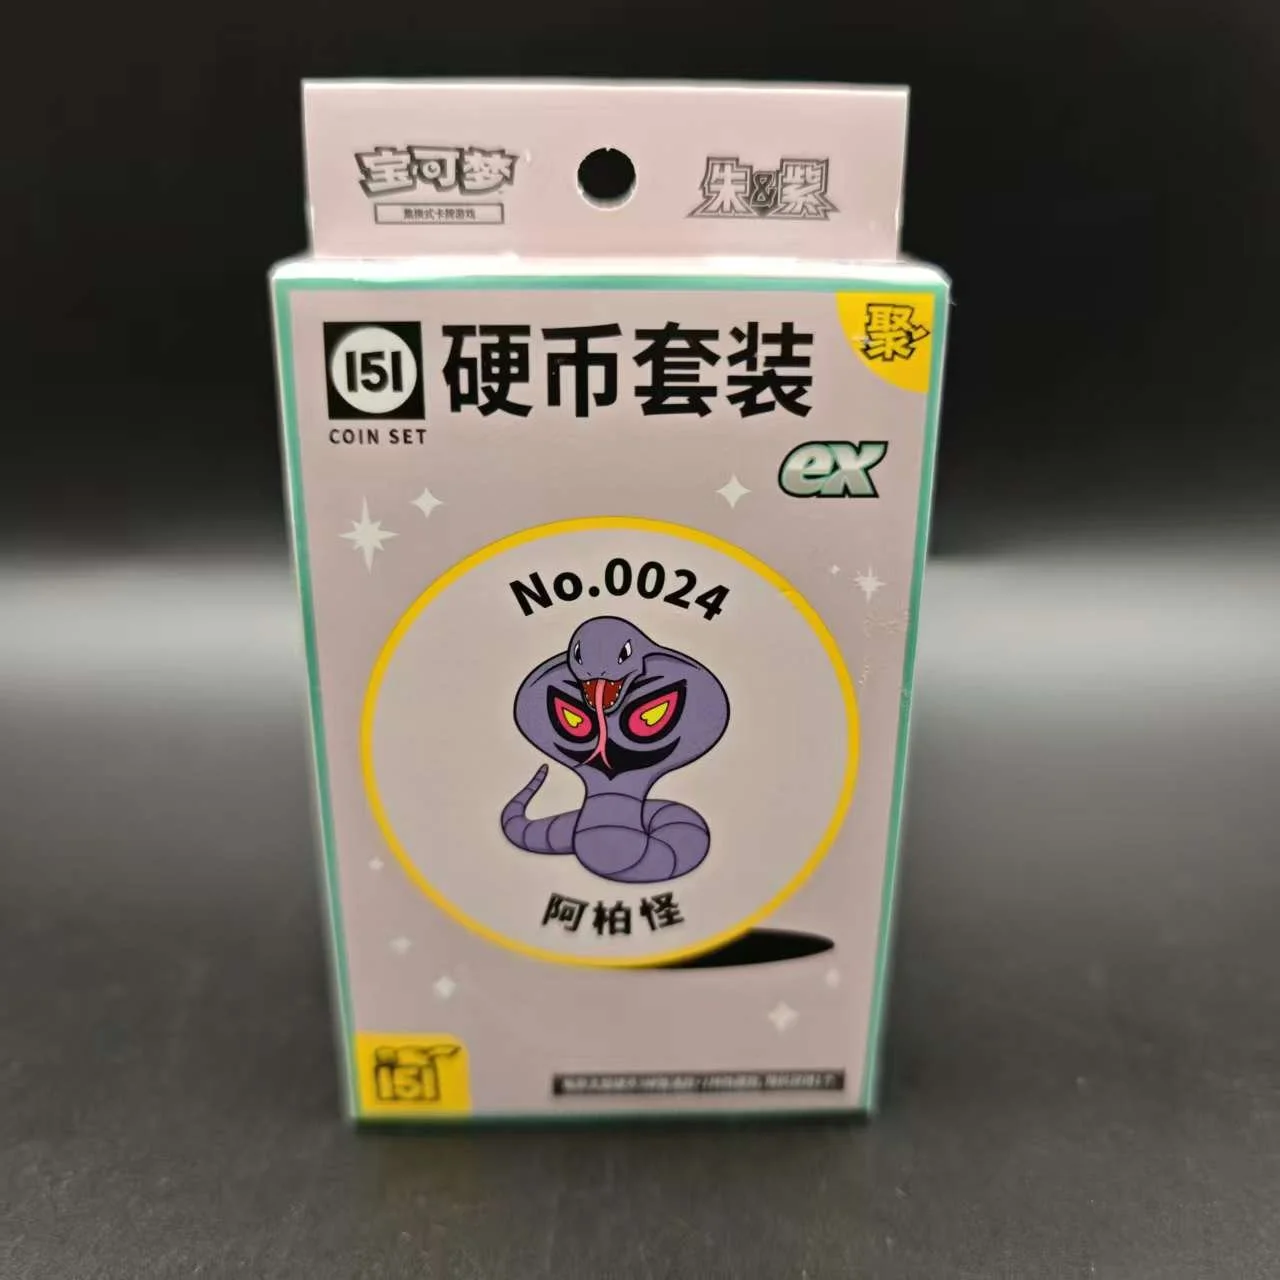 宝可梦
集换式卡牌游戏
朱&紫
聚
151 硬币套装
COIN SET
ex
No.0024
阿柏怪
151